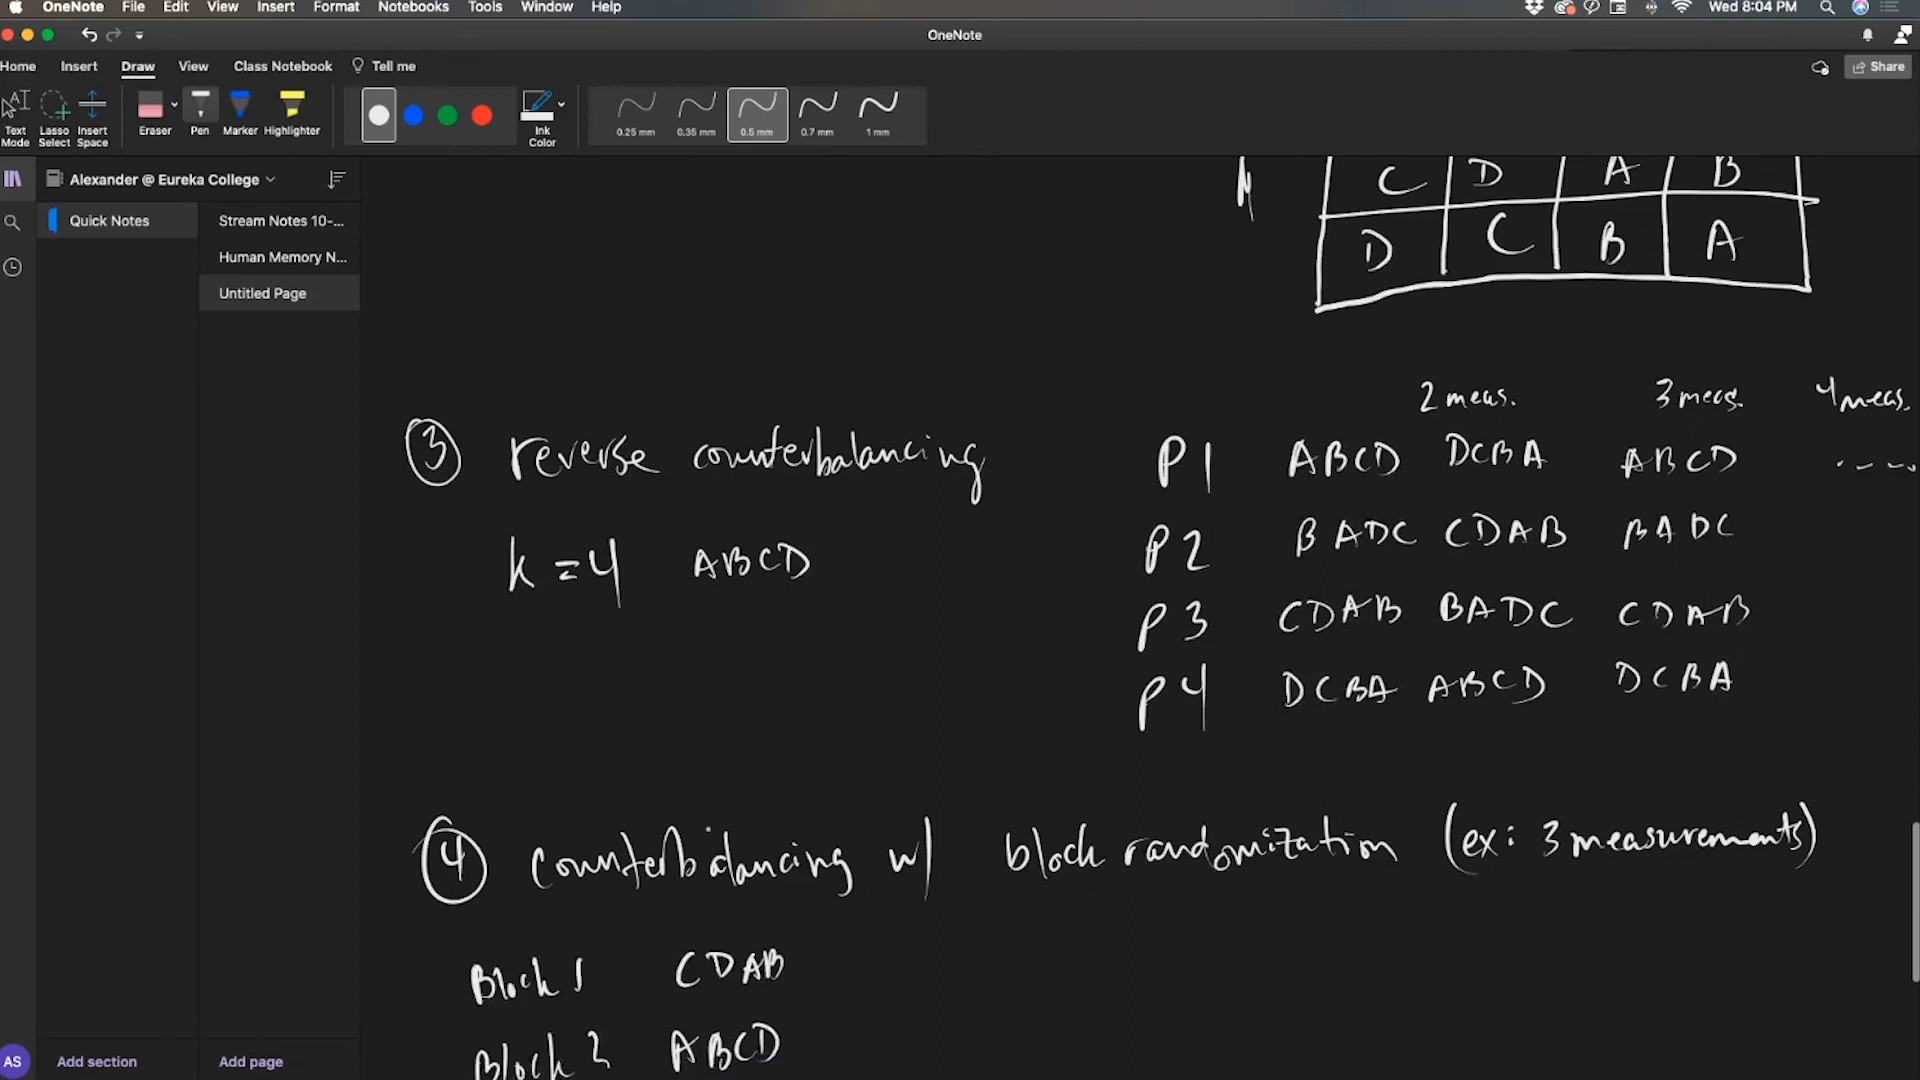 OneNote File Edit View Insert Format Notebooks Tools Window Help Wed 8:04 PM
OneNote
Home Insert Draw View Class Notebook Tell me Share
Text Mode Lasso Select Insert Space Eraser Pen Marker Highlighter Ink Color 0.25 mm 0.35 mm 0.5 mm 0.7 mm 1 mm
Alexander @ Eureka College
Quick Notes
Stream Notes 10-...
Human Memory N...
Untitled Page
C D A B
D C B A
2 meas. 3 meas. 4 meas.
3 reverse counterbalancing
k = 4 ABCD
P1 ABCD DCBA ABCD ....
P2 BADC CDAB BADC
P3 CDAB BADC CDAB
P4 DCBA ABCD DCBA
4 counterbalancing w/ block randomization (ex: 3 measurements)
Block 1 CDAB
Block 2 ABCD
AS Add section Add page